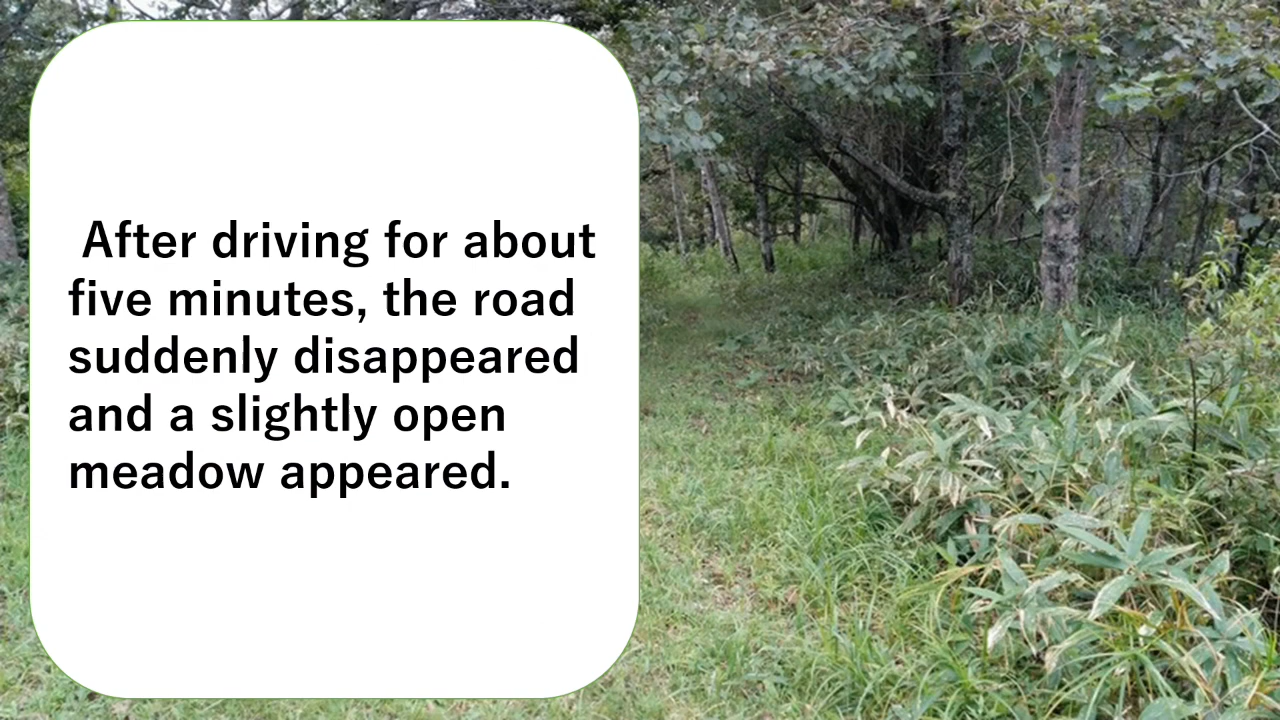 After driving for about
five minutes, the road
suddenly disappeared
and a slightly open
meadow appeared.